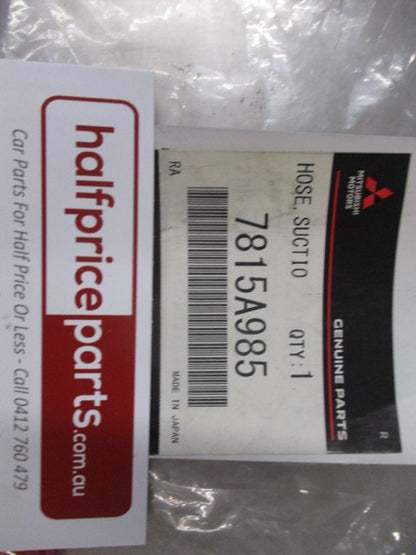 MITSUBISHI
MOTORS
GENUINE PARTS
R
HOSE, SUCTIO QTY:1
7815A985
RA
MADE IN JAPAN
halfpriceparts.com.au
Car Parts For Half Price Or Less - Call 0412 760 479